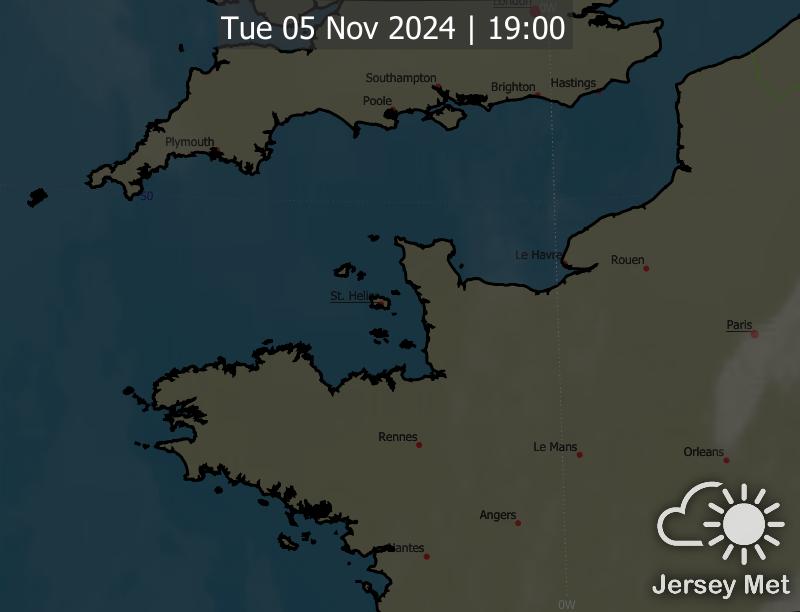 London
0W
Tue 05 Nov 2024 | 19:00
Southampton
Brighton
Hastings
Poole
Plymouth
50
Le Havre
Rouen
St. Helier
Paris
Rennes
Le Mans
Orleans
Angers
Nantes
Jersey Met
0W